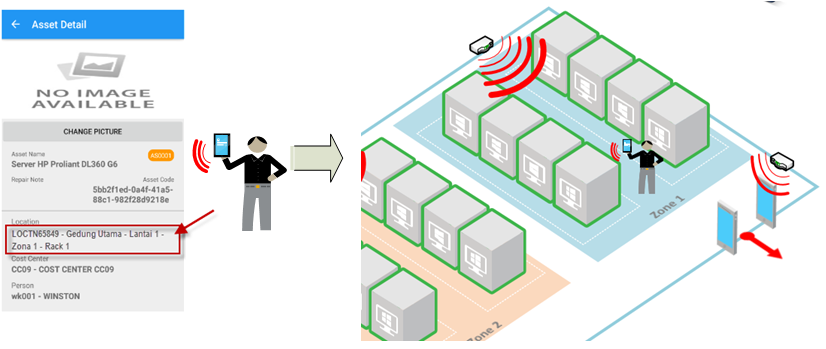 Asset Detail
NO IMAGE
AVAILABLE
CHANGE PICTURE
Asset Name
Server HP Proliant DL360 G6
AS0001
Repair Note
Asset Code
5bb2f1ed-0a4f-41a5-
88c1-982f28d9218e
Location
LOCTN65849 - Gedung Utama - Lantai 1 -
Zona 1 - Rack 1
Cost Center
CC09 - COST CENTER CC09
Person
wk001 - WINSTON
Zone 1
Zone 2